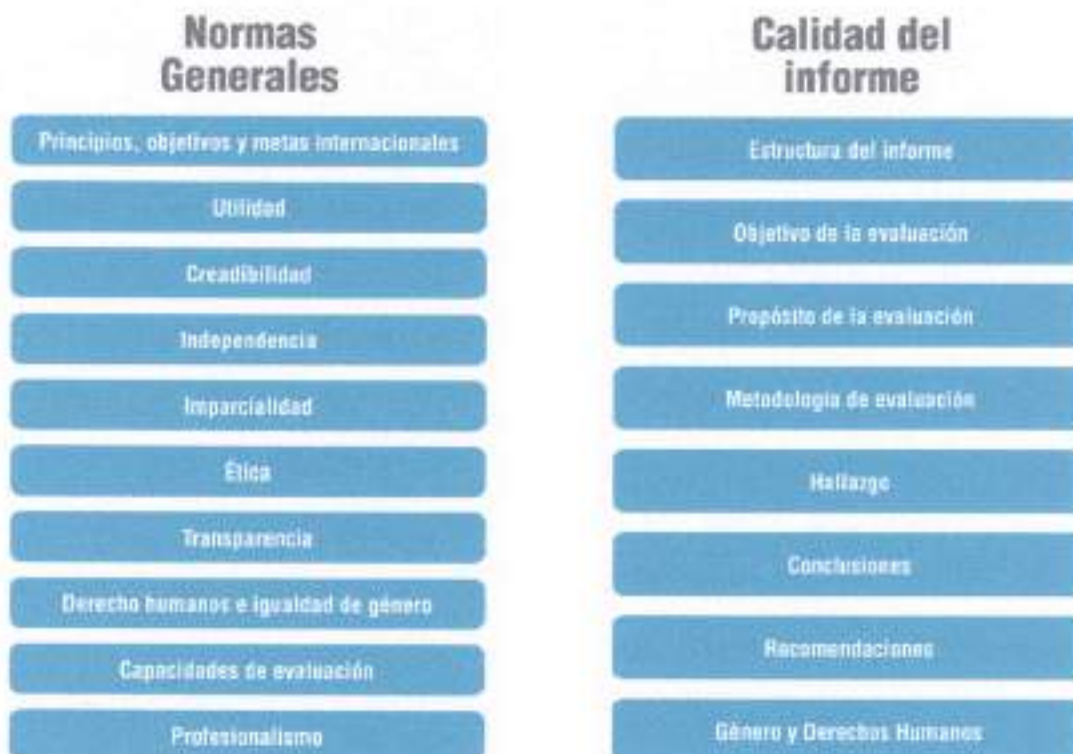 Normas
Generales
Principios, objetivos y metas internacionales
Utilidad
Creadibilidad
Independencia
Imparcialidad
Ética
Transparencia
Derecho humanos e igualdad de género
Capacidades de evaluación
Profesionalismo
Calidad del
informe
Estructura del informe
Objetivo de la evaluación
Propósito de la evaluación
Metodología de evaluación
Hallazgo
Conclusiones
Recomendaciones
Género y Derechos Humanos